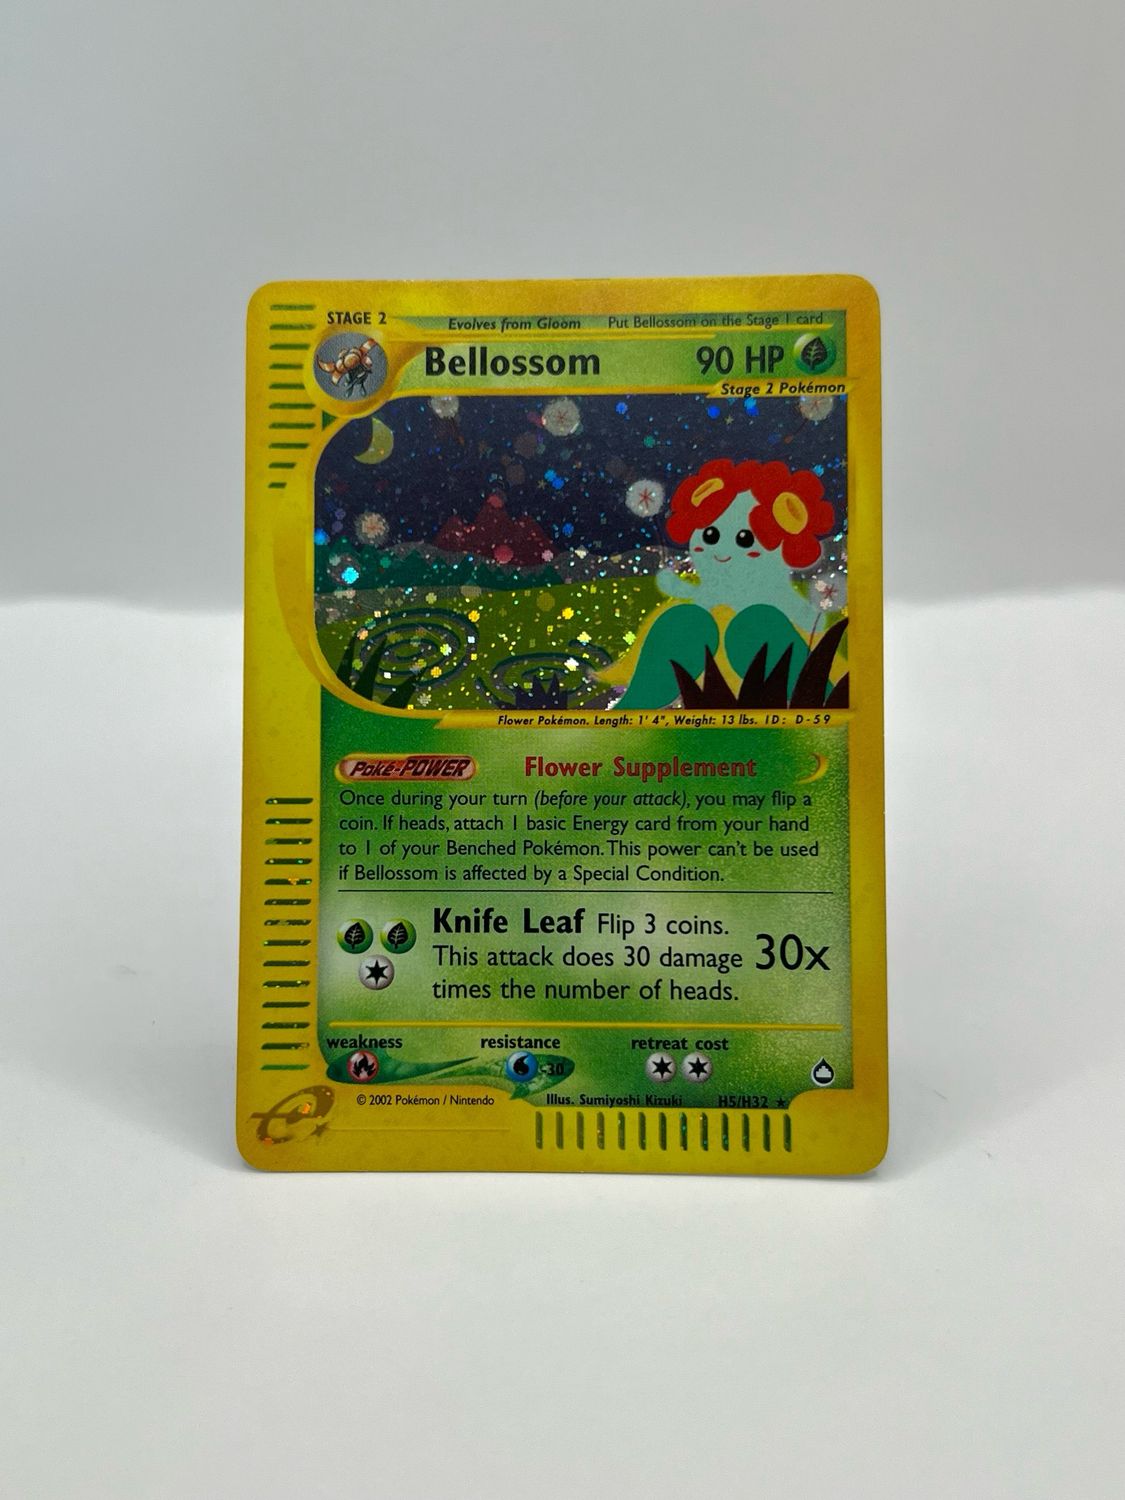 STAGE 2
Evolves from Gloom Put Bellossom on the Stage 1 card
Bellossom 90 HP
Stage 2 Pokémon
Flower Pokémon. Length: 1' 4", Weight: 13 lbs. ID: D-59
Poké-POWER Flower Supplement
Once during your turn (before your attack), you may flip a
coin. If heads, attach 1 basic Energy card from your hand
to 1 of your Benched Pokémon. This power can't be used
if Bellossom is affected by a Special Condition.
Knife Leaf Flip 3 coins.
This attack does 30 damage 30x
times the number of heads.
weakness resistance retreat cost
-30
© 2002 Pokémon / Nintendo Illus. Sumiyoshi Kizuki H5/H32 ★
e